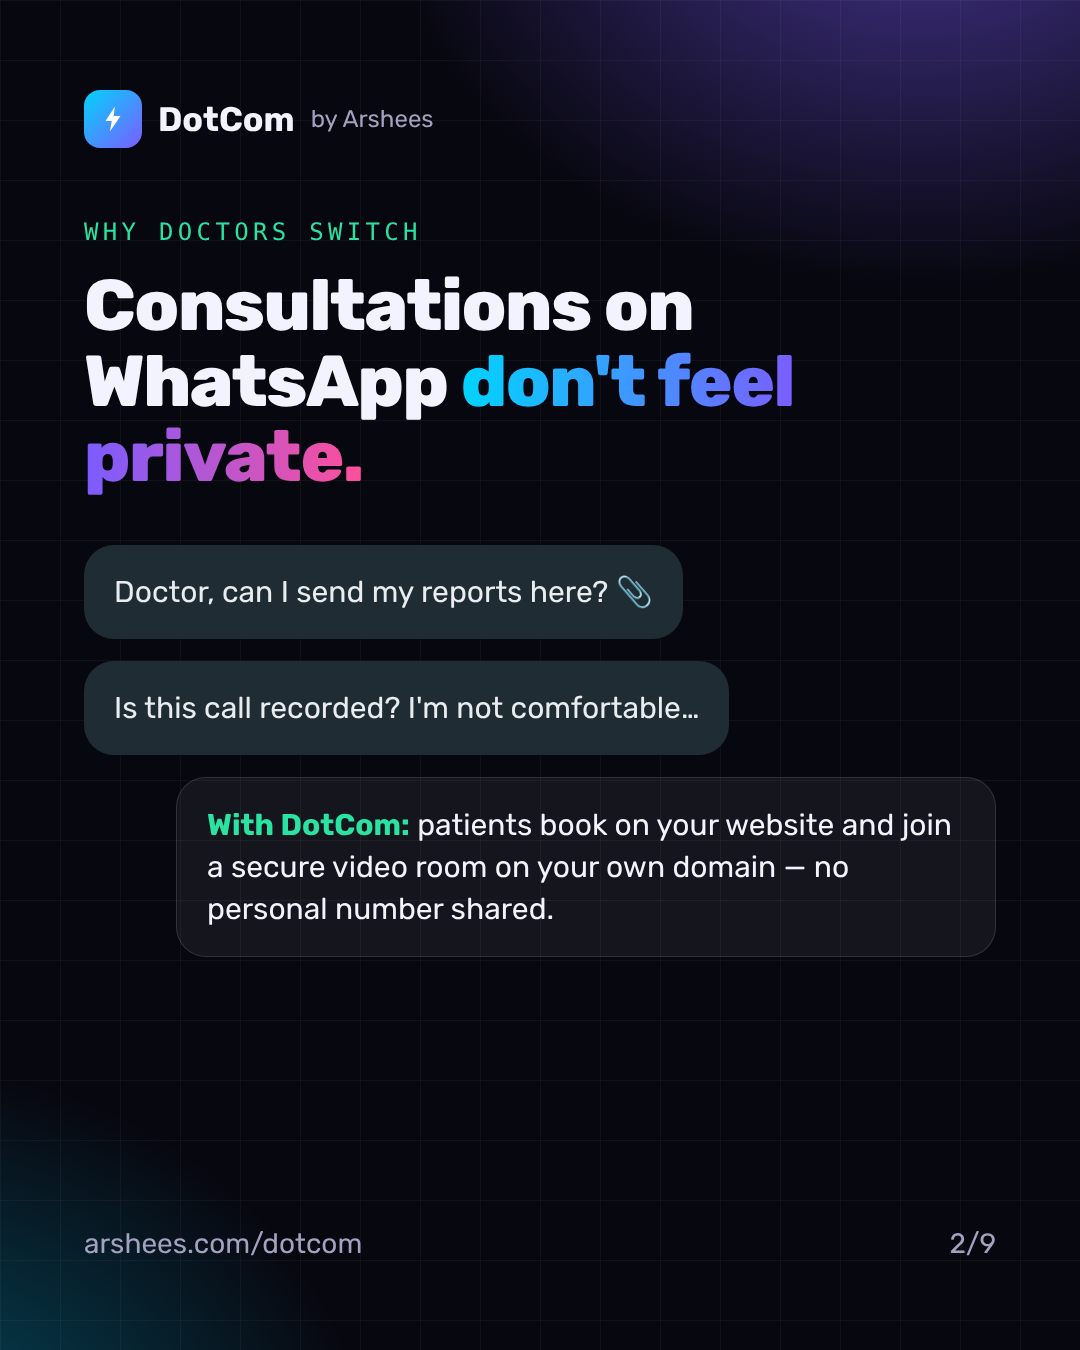 DotCom by Arshees
WHY DOCTORS SWITCH
Consultations on
WhatsApp don't feel
private.
Doctor, can I send my reports here? 📎
Is this call recorded? I'm not comfortable…
With DotCom: patients book on your website and join
a secure video room on your own domain — no
personal number shared.
arshees.com/dotcom
2/9